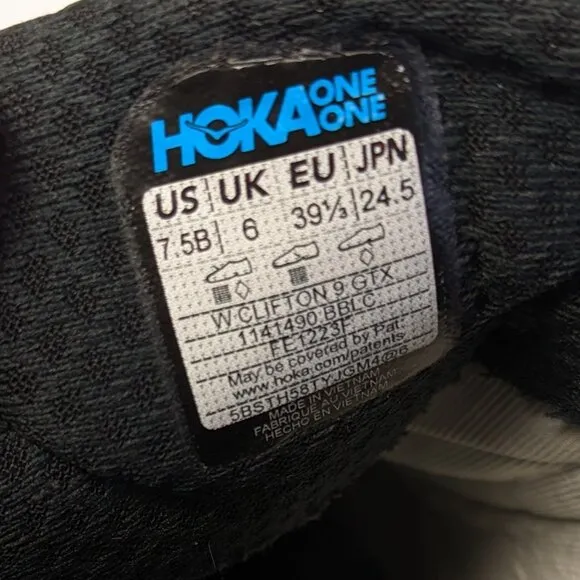 HOKA ONE ONE
US UK EU JPN
7.5B 6 39⅓ 24.5
W CLIFTON 9 GTX
1141490 BBLC
FE1223F
May be covered by Pat.
www.hoka.com/patents
5BSTH58TYJGM4@6
MADE IN VIETNAM
FABRIQUE AU VIETNAM
HECHO EN VIETNAM